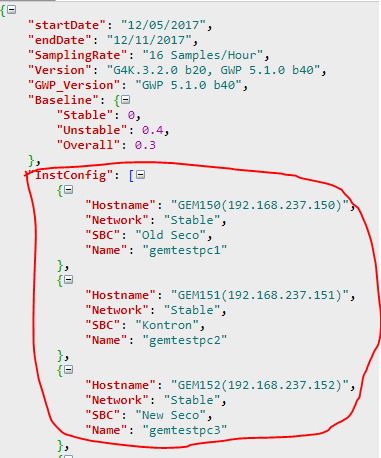 {
"startDate": "12/05/2017",
"endDate": "12/11/2017",
"SamplingRate": "16 Samples/Hour",
"Version": "G4K.3.2.0 b20, GWP 5.1.0 b40",
"GWP_Version": "GWP 5.1.0 b40",
"Baseline": {
"Stable": 0,
"Unstable": 0.4,
"Overall": 0.3
},
"InstConfig": [
{
"Hostname": "GEM150(192.168.237.150)",
"Network": "Stable",
"SBC": "Old Seco",
"Name": "gemtestpc1"
},
{
"Hostname": "GEM151(192.168.237.151)",
"Network": "Stable",
"SBC": "Kontron",
"Name": "gemtestpc2"
},
{
"Hostname": "GEM152(192.168.237.152)",
"Network": "Stable",
"SBC": "New Seco",
"Name": "gemtestpc3"
},